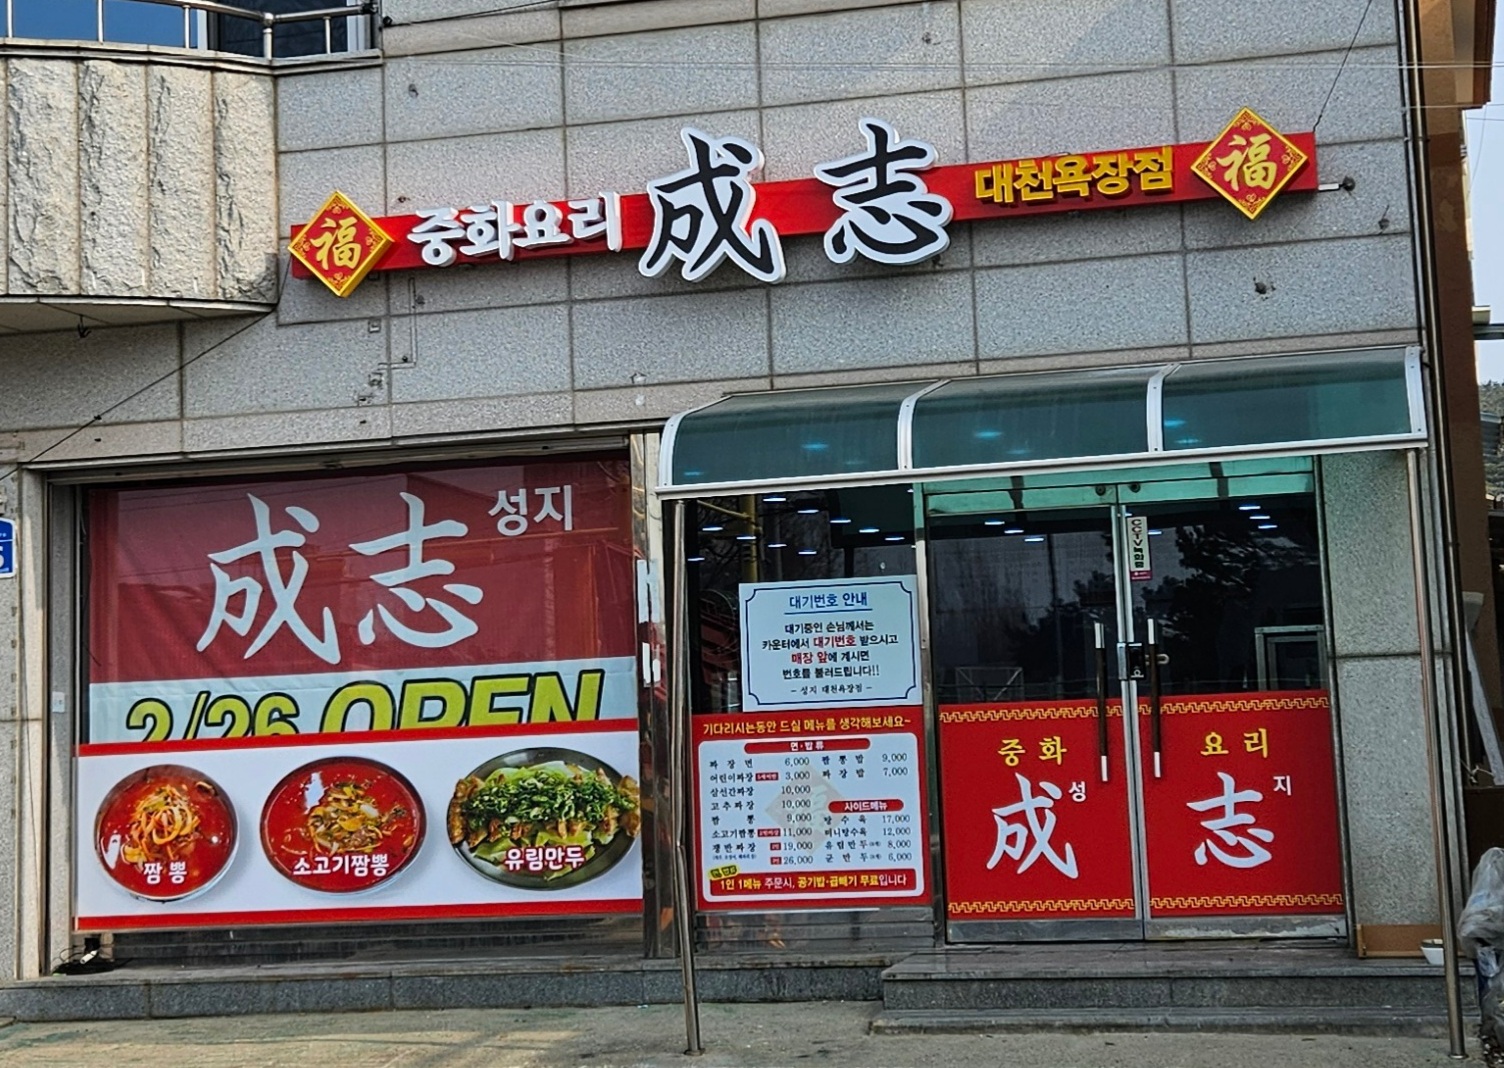 福 중화요리 成志 대천욕장점 福
成志 성지
2/26 OPEN
짬뽕
소고기짬뽕
유림만두
대기번호 안내
대기중인 손님께서는
카운터에서 대기번호 받으시고
매장 앞에 계시면
번호를 불러드립니다!!
- 성지 대천욕장점 -
기다리시는동안 드실 메뉴를 생각해보세요~
면·밥류
짜장면 6,000
어린이짜장 3,000
삼선간짜장 10,000
고추짜장 10,000
짬뽕 9,000
소고기짬뽕 11,000
쟁반짜장 19,000
26,000
짬뽕밥 9,000
짜장밥 7,000
사이드메뉴
탕수육 17,000
미니탕수육 12,000
유림만두 8,000
군만두 6,000
1인 1메뉴 주문시, 공기밥·곱빼기 무료입니다
CCTV녹화중
중화 요리
成성 志지